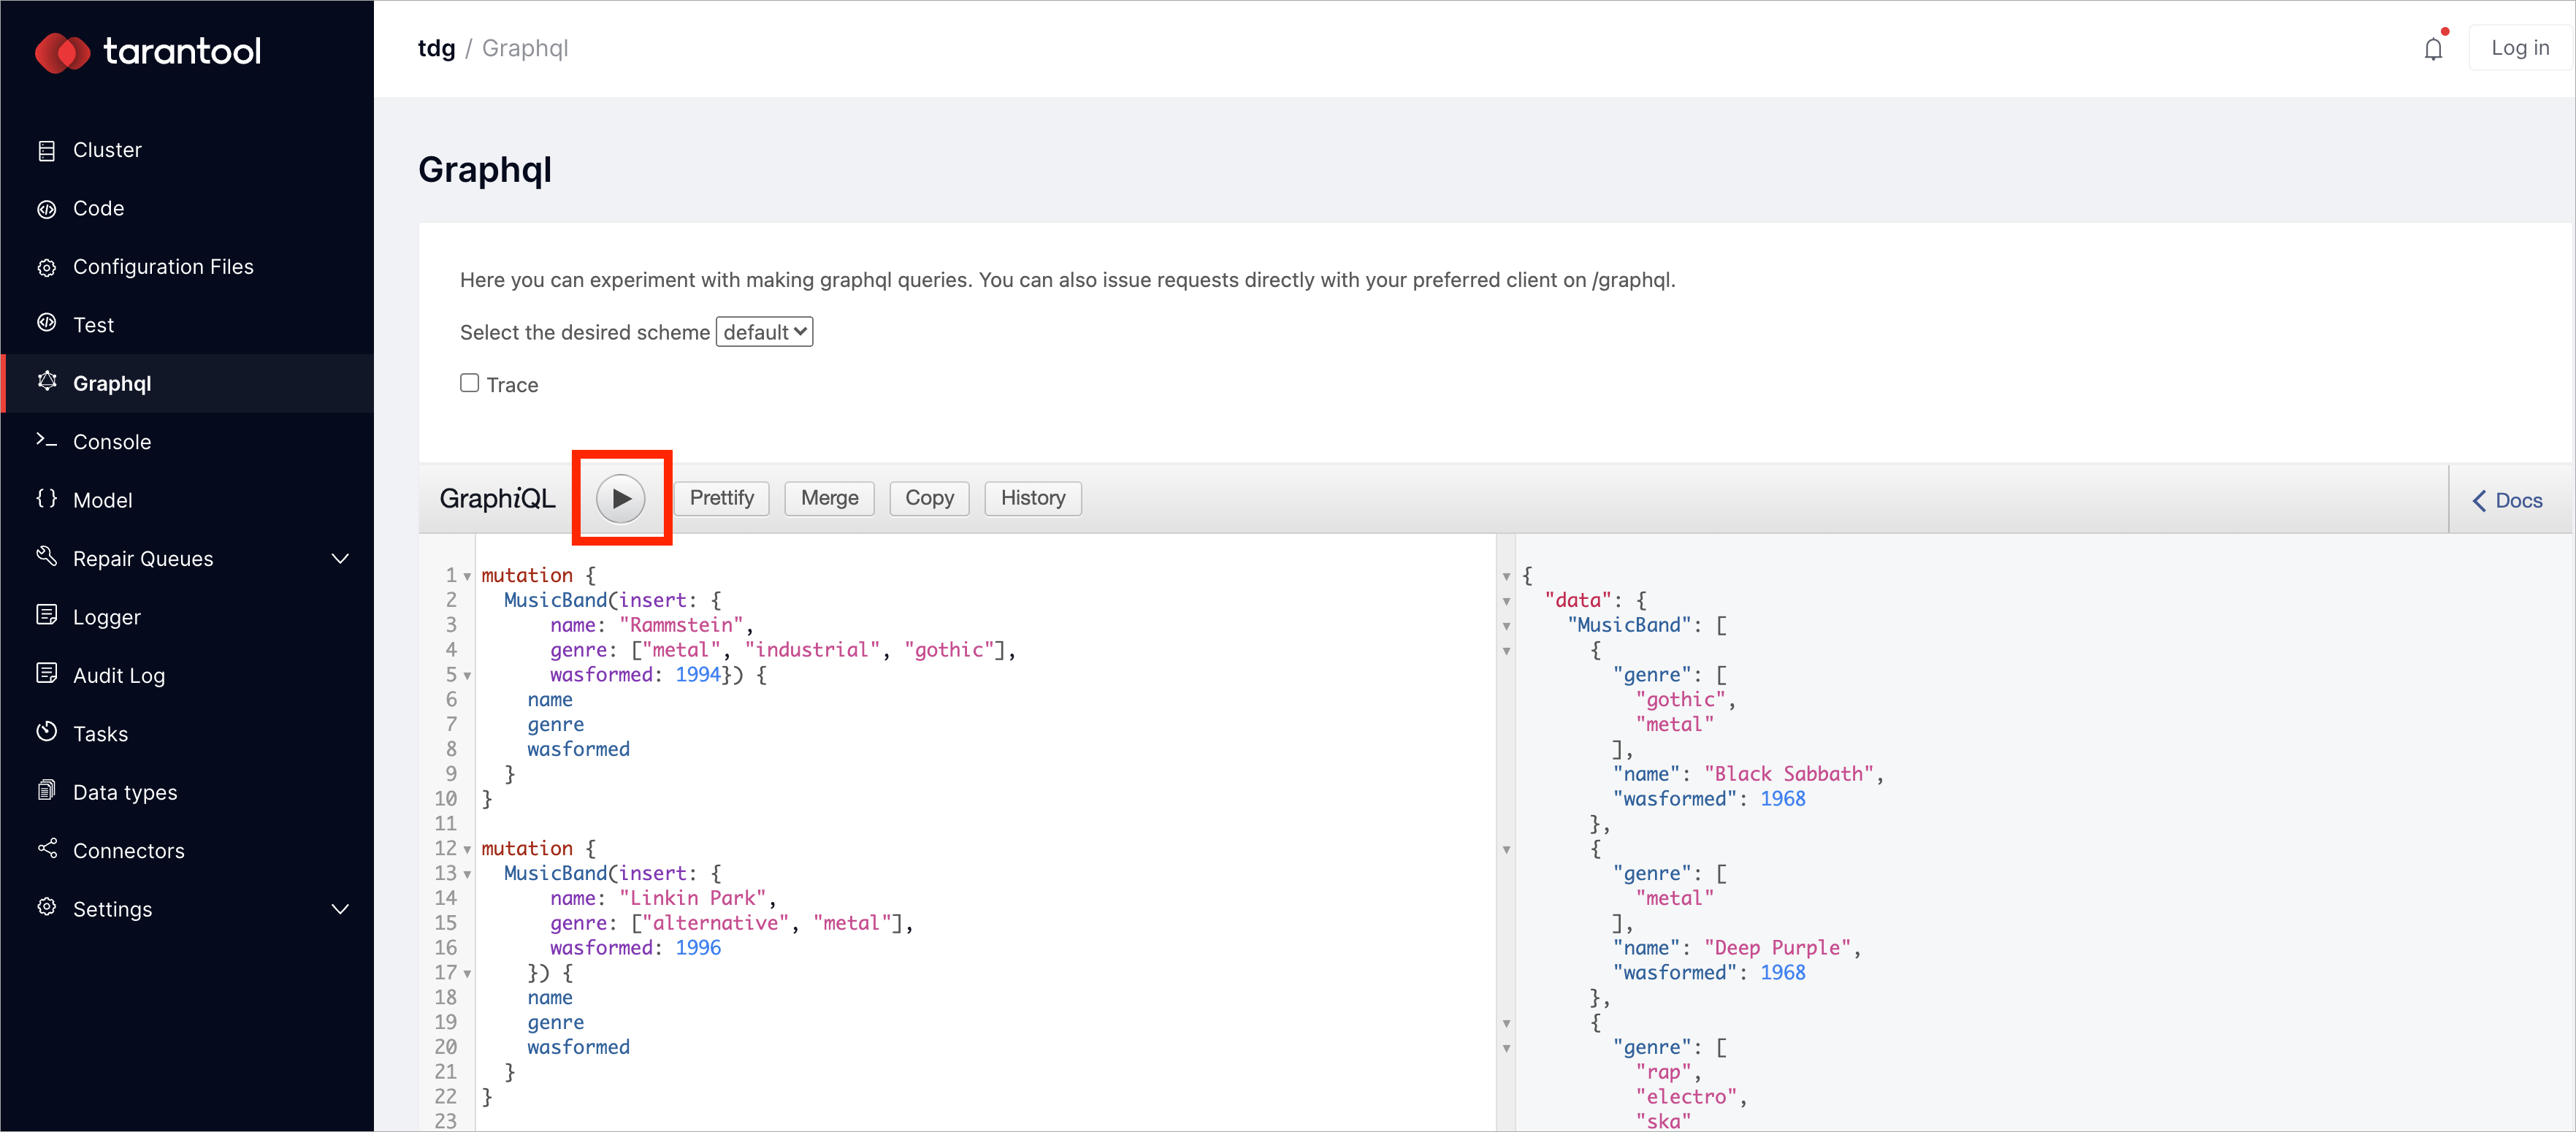 tarantool
Cluster
Code
Configuration Files
Test
Graphql
Console
Model
Repair Queues
Logger
Audit Log
Tasks
Data types
Connectors
Settings
tdg / Graphql
Log in
Graphql
Here you can experiment with making graphql queries. You can also issue requests directly with your preferred client on /graphql.
Select the desired scheme default
Trace
GraphiQL Prettify Merge Copy History Docs
1 mutation {
2 MusicBand(insert: {
3 name: "Rammstein",
4 genre: ["metal", "industrial", "gothic"],
5 wasformed: 1994}) {
6 name
7 genre
8 wasformed
9 }
10 }
11
12 mutation {
13 MusicBand(insert: {
14 name: "Linkin Park",
15 genre: ["alternative", "metal"],
16 wasformed: 1996
17 }) {
18 name
19 genre
20 wasformed
21 }
22 }
23
{
"data": {
"MusicBand": [
{
"genre": [
"gothic",
"metal"
],
"name": "Black Sabbath",
"wasformed": 1968
},
{
"genre": [
"metal"
],
"name": "Deep Purple",
"wasformed": 1968
},
{
"genre": [
"rap",
"electro",
"ska"